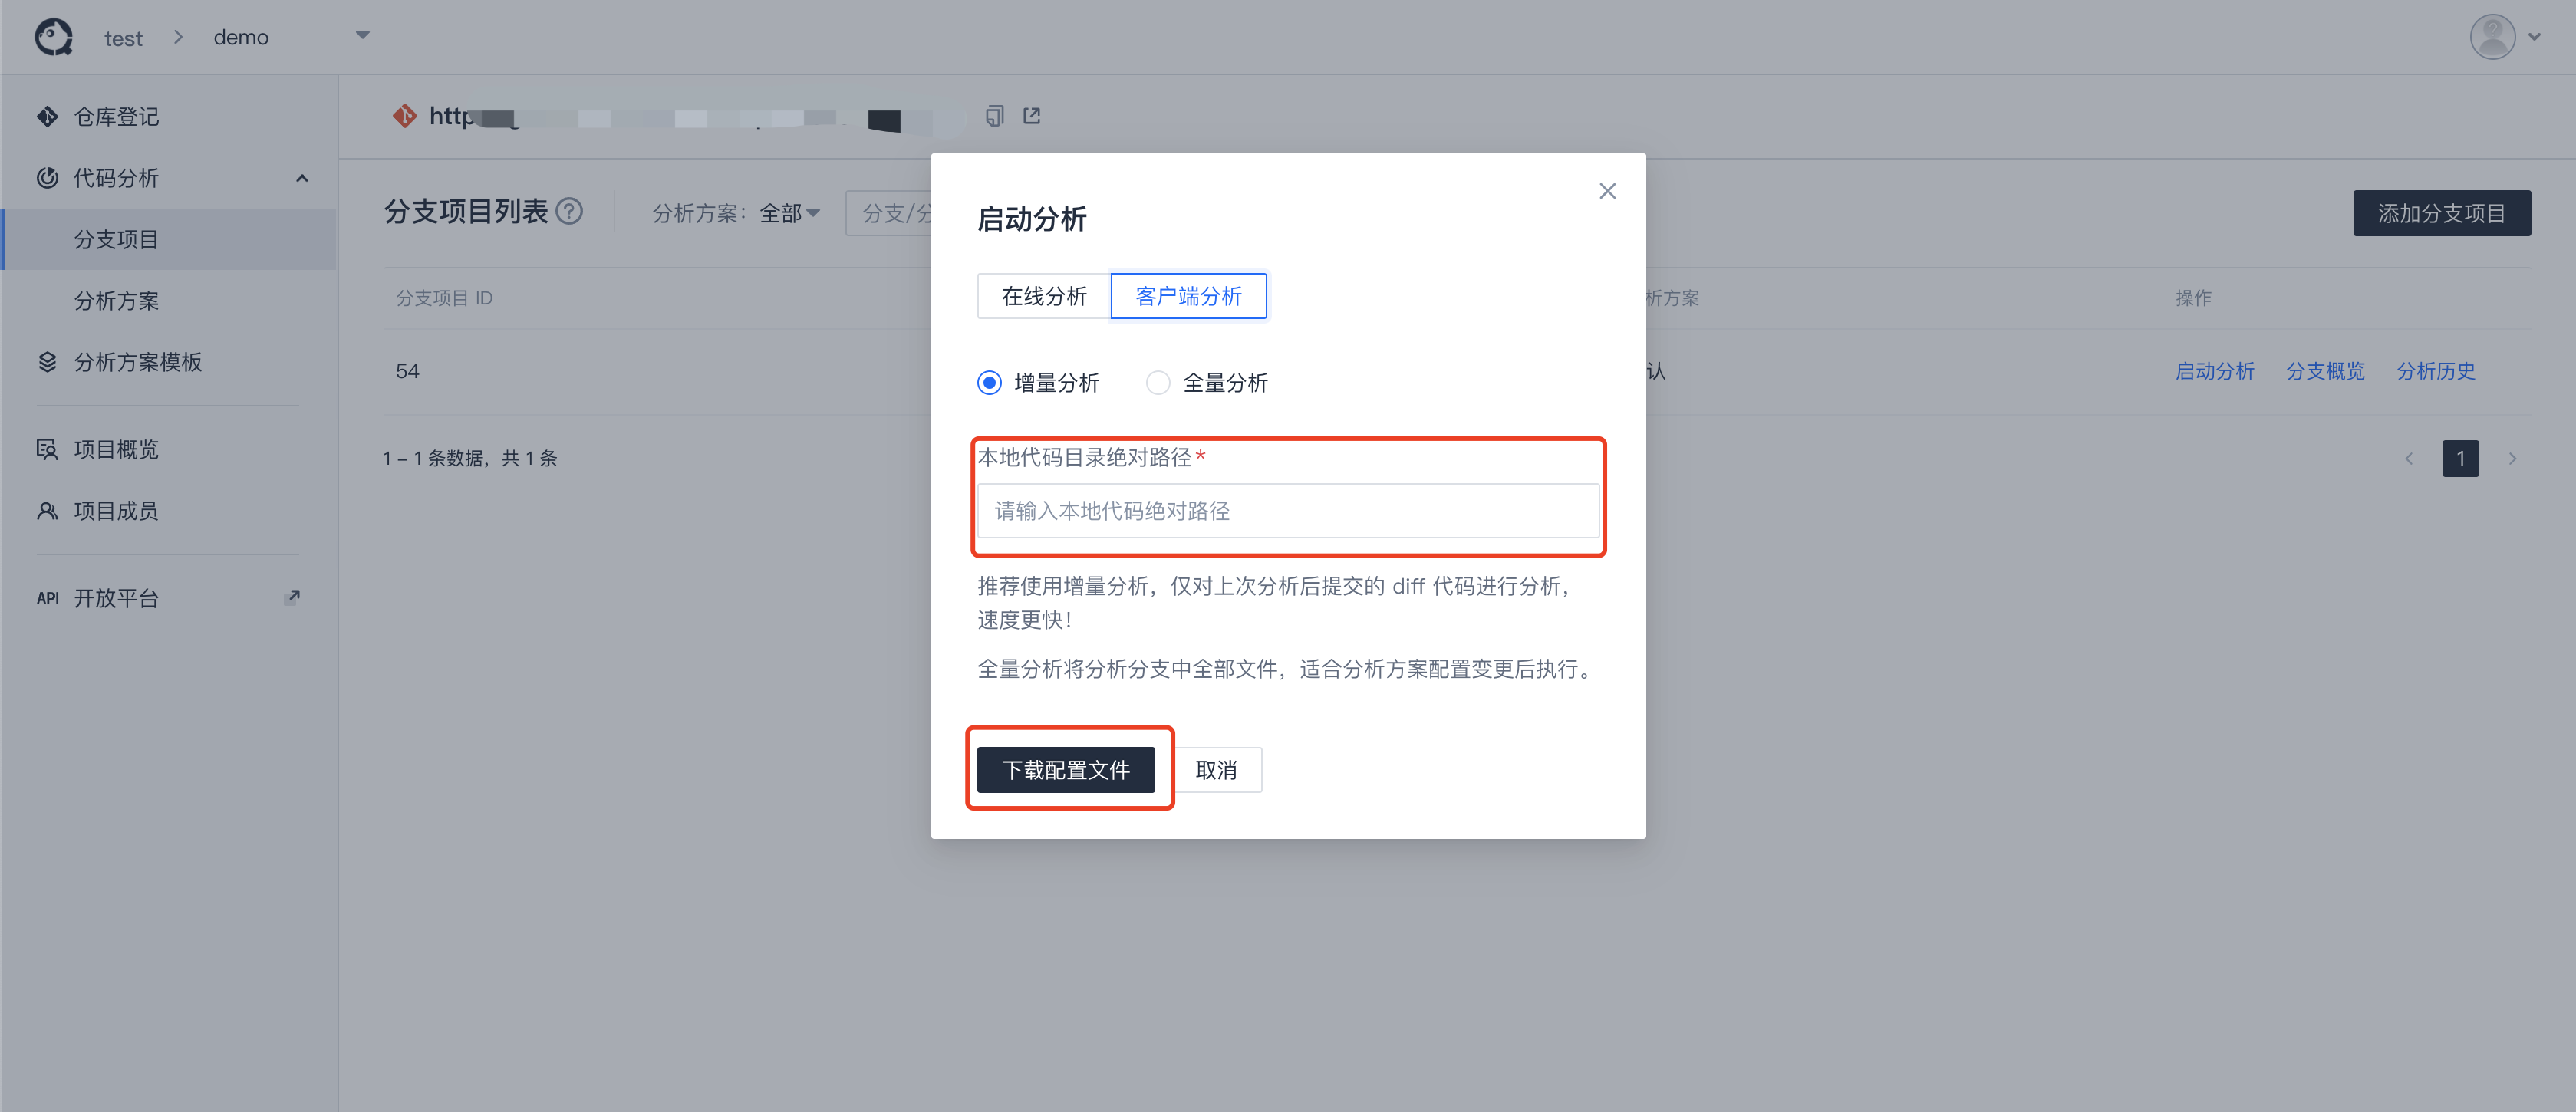 test > demo
仓库登记
代码分析
分支项目
分析方案
分析方案模板
项目概览
项目成员
API 开放平台
http
分支项目列表
分析方案：全部
分支/分
添加分支项目
分支项目 ID
析方案
操作
54
认
启动分析 分支概览 分析历史
1 – 1 条数据，共 1 条
1
启动分析
在线分析 客户端分析
增量分析 全量分析
本地代码目录绝对路径*
请输入本地代码绝对路径
推荐使用增量分析，仅对上次分析后提交的 diff 代码进行分析，
速度更快！
全量分析将分析分支中全部文件，适合分析方案配置变更后执行。
下载配置文件 取消